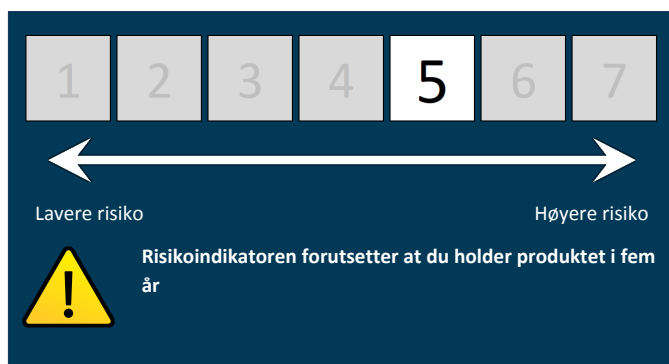 1 2 3 4 5 6 7
Lavere risiko Høyere risiko
Risikoindikatoren forutsetter at du holder produktet i fem
år